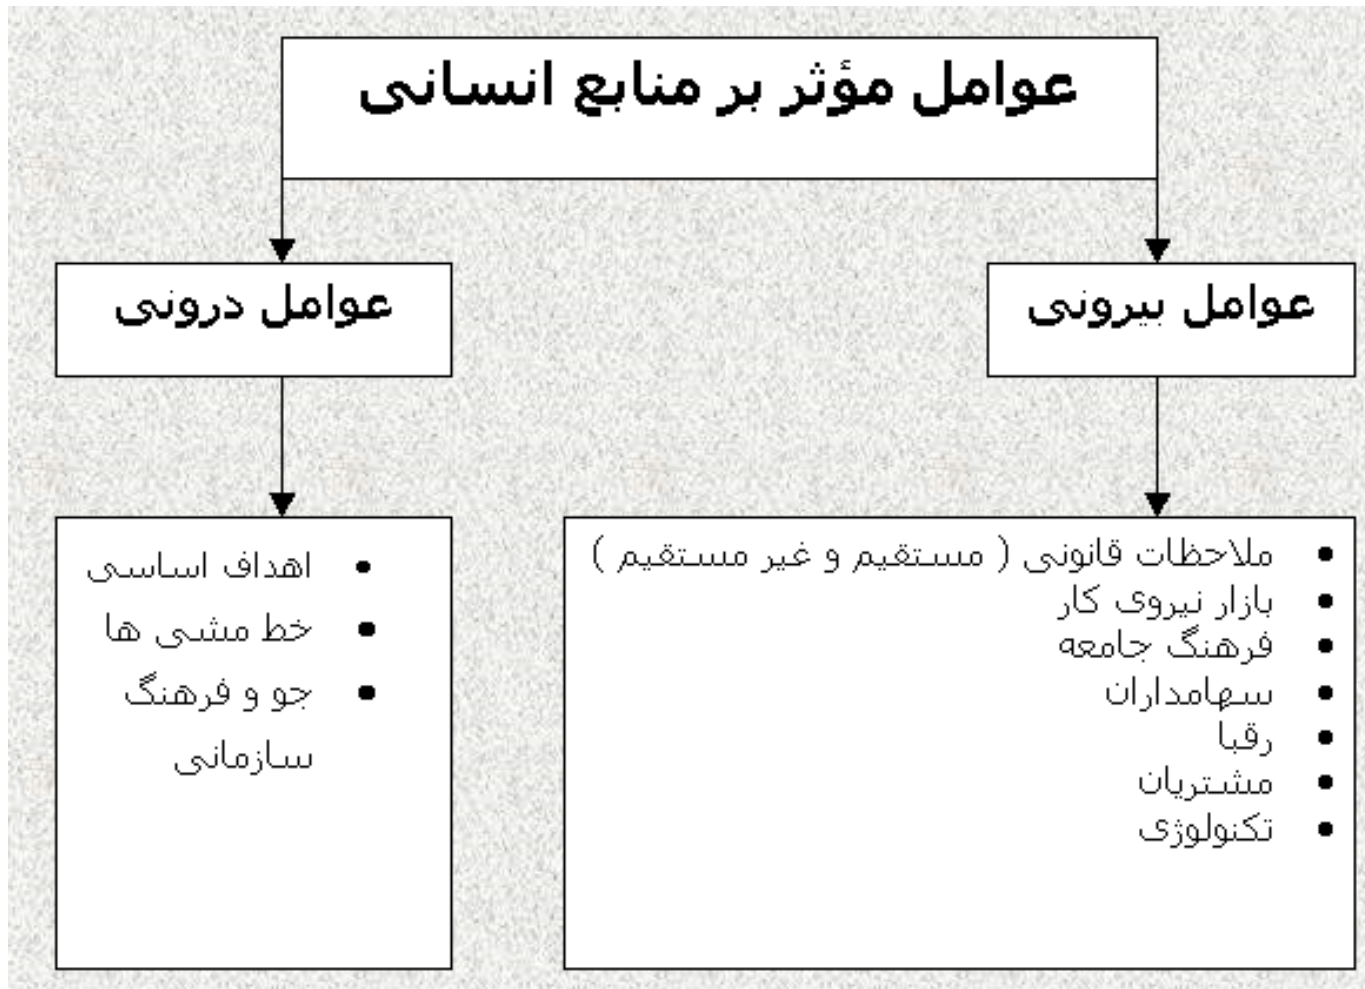 عوامل مؤثر بر منابع انسانی
عوامل بیرونی
عوامل درونی
• ملاحظات قانونی ( مستقیم و غیر مستقیم )
• بازار نیروی کار
• فرهنگ جامعه
• سهامداران
• رقبا
• مشتریان
• تکنولوژی
• اهداف اساسی
• خط مشی ها
• جو و فرهنگ
سازمانی